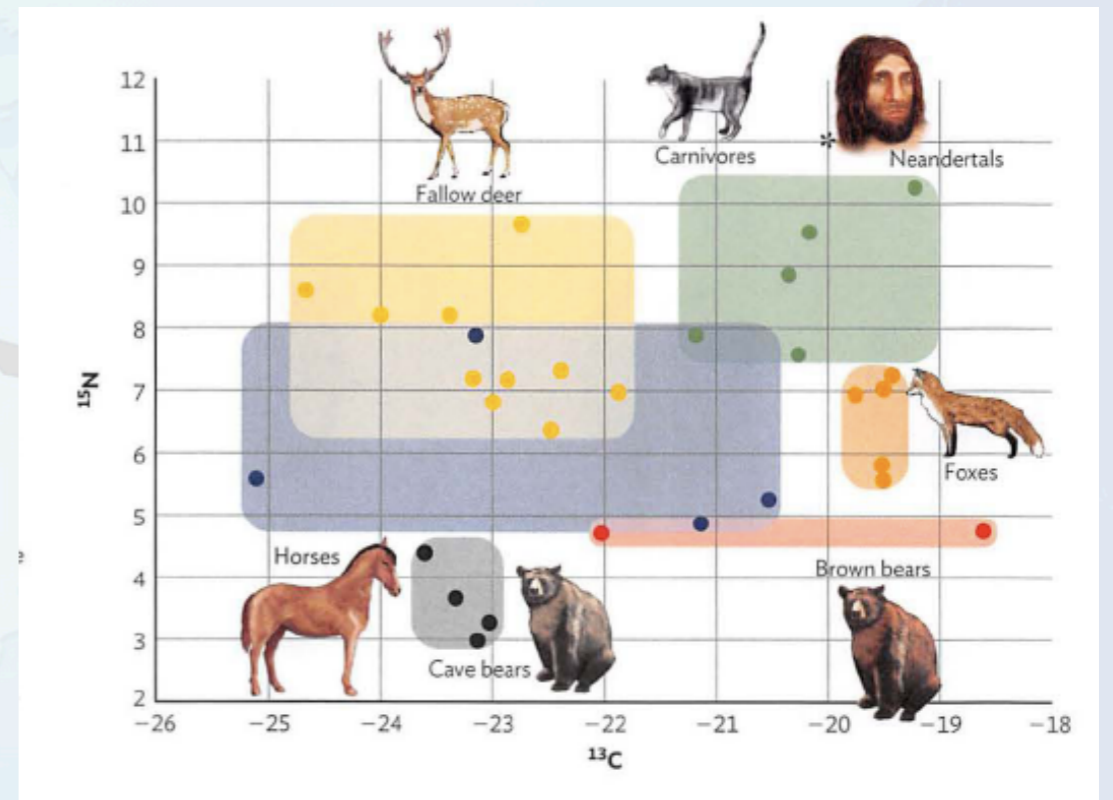 12
11
10
9
8
7
6
5
4
3
2
¹⁵N
Fallow deer
Carnivores
*
Neandertals
Foxes
Horses
Cave bears
Brown bears
−26 −25 −24 −23 −22 −21 −20 −19 −18
¹³C